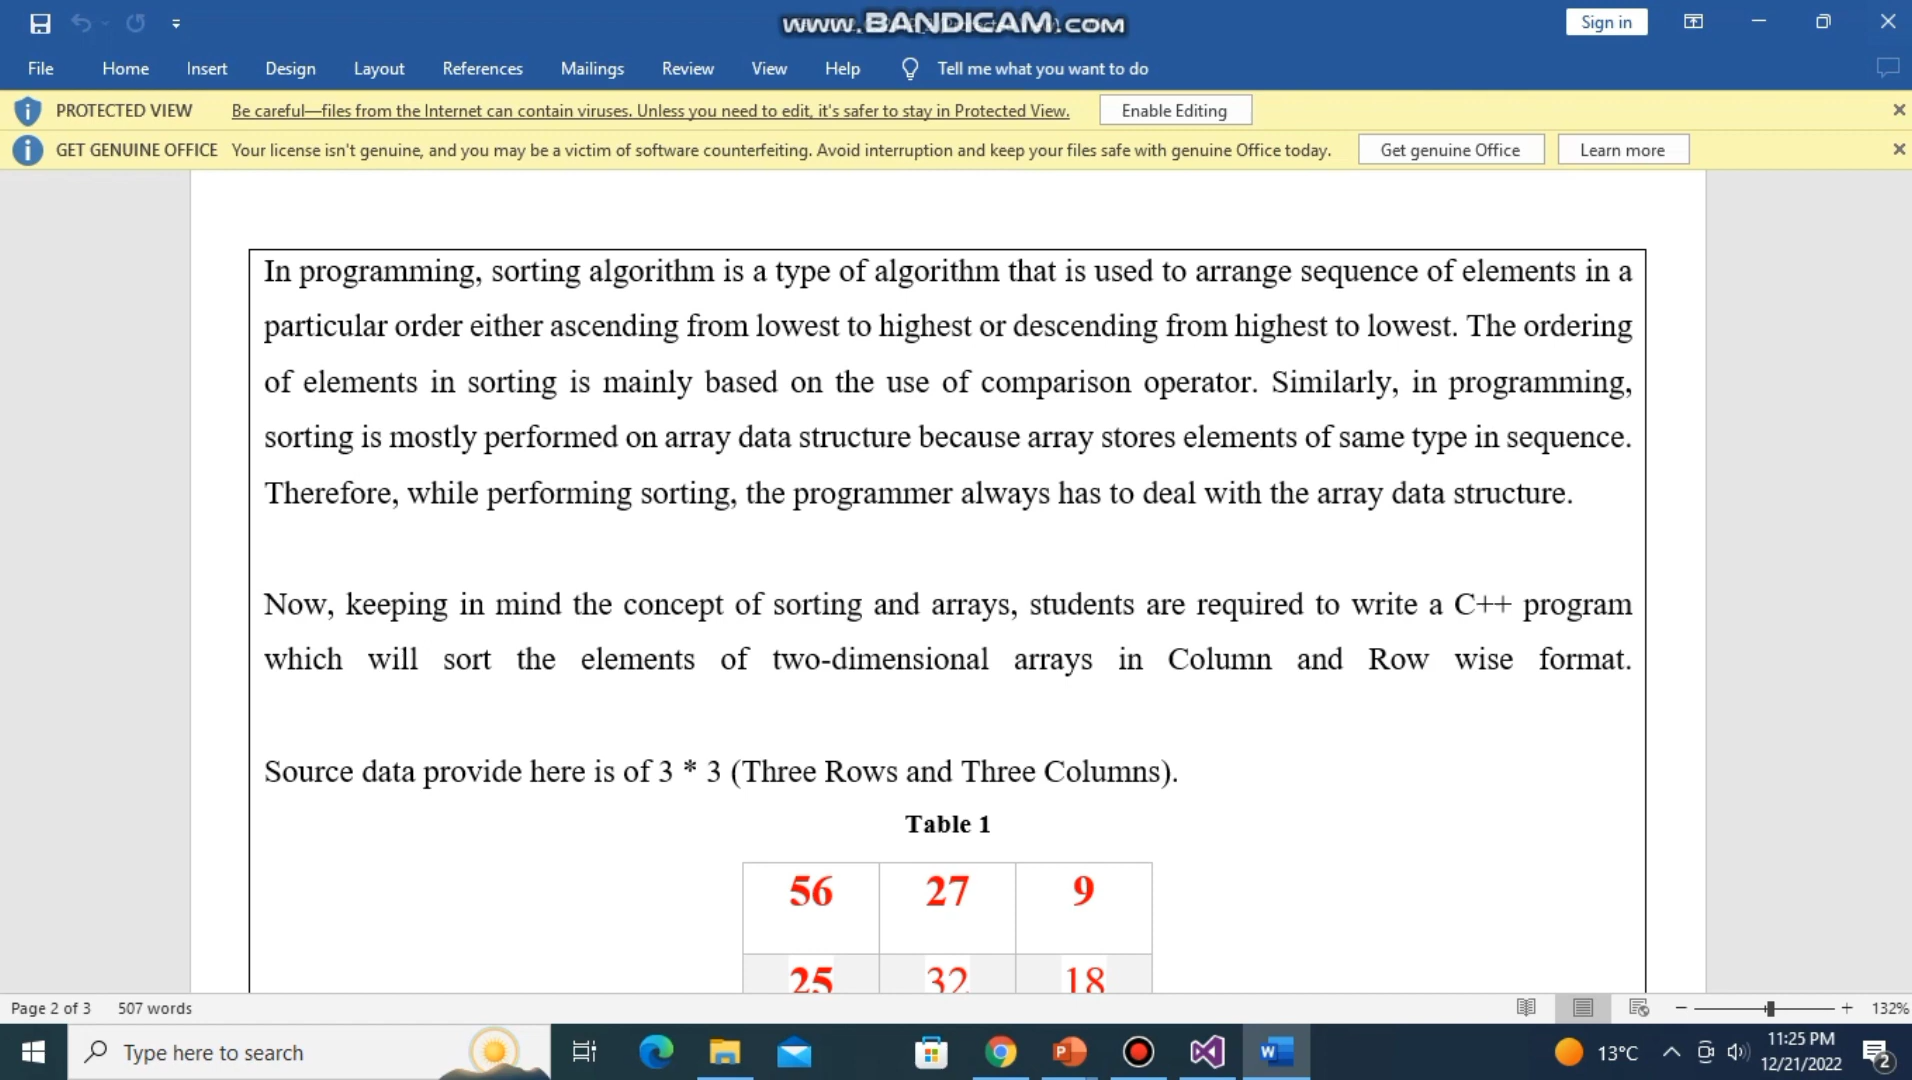 www.BANDICAM.com
Sign in
File Home Insert Design Layout References Mailings Review View Help Tell me what you want to do
PROTECTED VIEW Be careful—files from the Internet can contain viruses. Unless you need to edit, it's safer to stay in Protected View. Enable Editing
GET GENUINE OFFICE Your license isn't genuine, and you may be a victim of software counterfeiting. Avoid interruption and keep your files safe with genuine Office today. Get genuine Office Learn more
In programming, sorting algorithm is a type of algorithm that is used to arrange sequence of elements in a
particular order either ascending from lowest to highest or descending from highest to lowest. The ordering
of elements in sorting is mainly based on the use of comparison operator. Similarly, in programming,
sorting is mostly performed on array data structure because array stores elements of same type in sequence.
Therefore, while performing sorting, the programmer always has to deal with the array data structure.
Now, keeping in mind the concept of sorting and arrays, students are required to write a C++ program
which will sort the elements of two-dimensional arrays in Column and Row wise format.
Source data provide here is of 3 * 3 (Three Rows and Three Columns).
Table 1
56 27 9
25 32 18
Page 2 of 3 507 words 132%
Type here to search 13°C 11:25 PM
12/21/2022 2